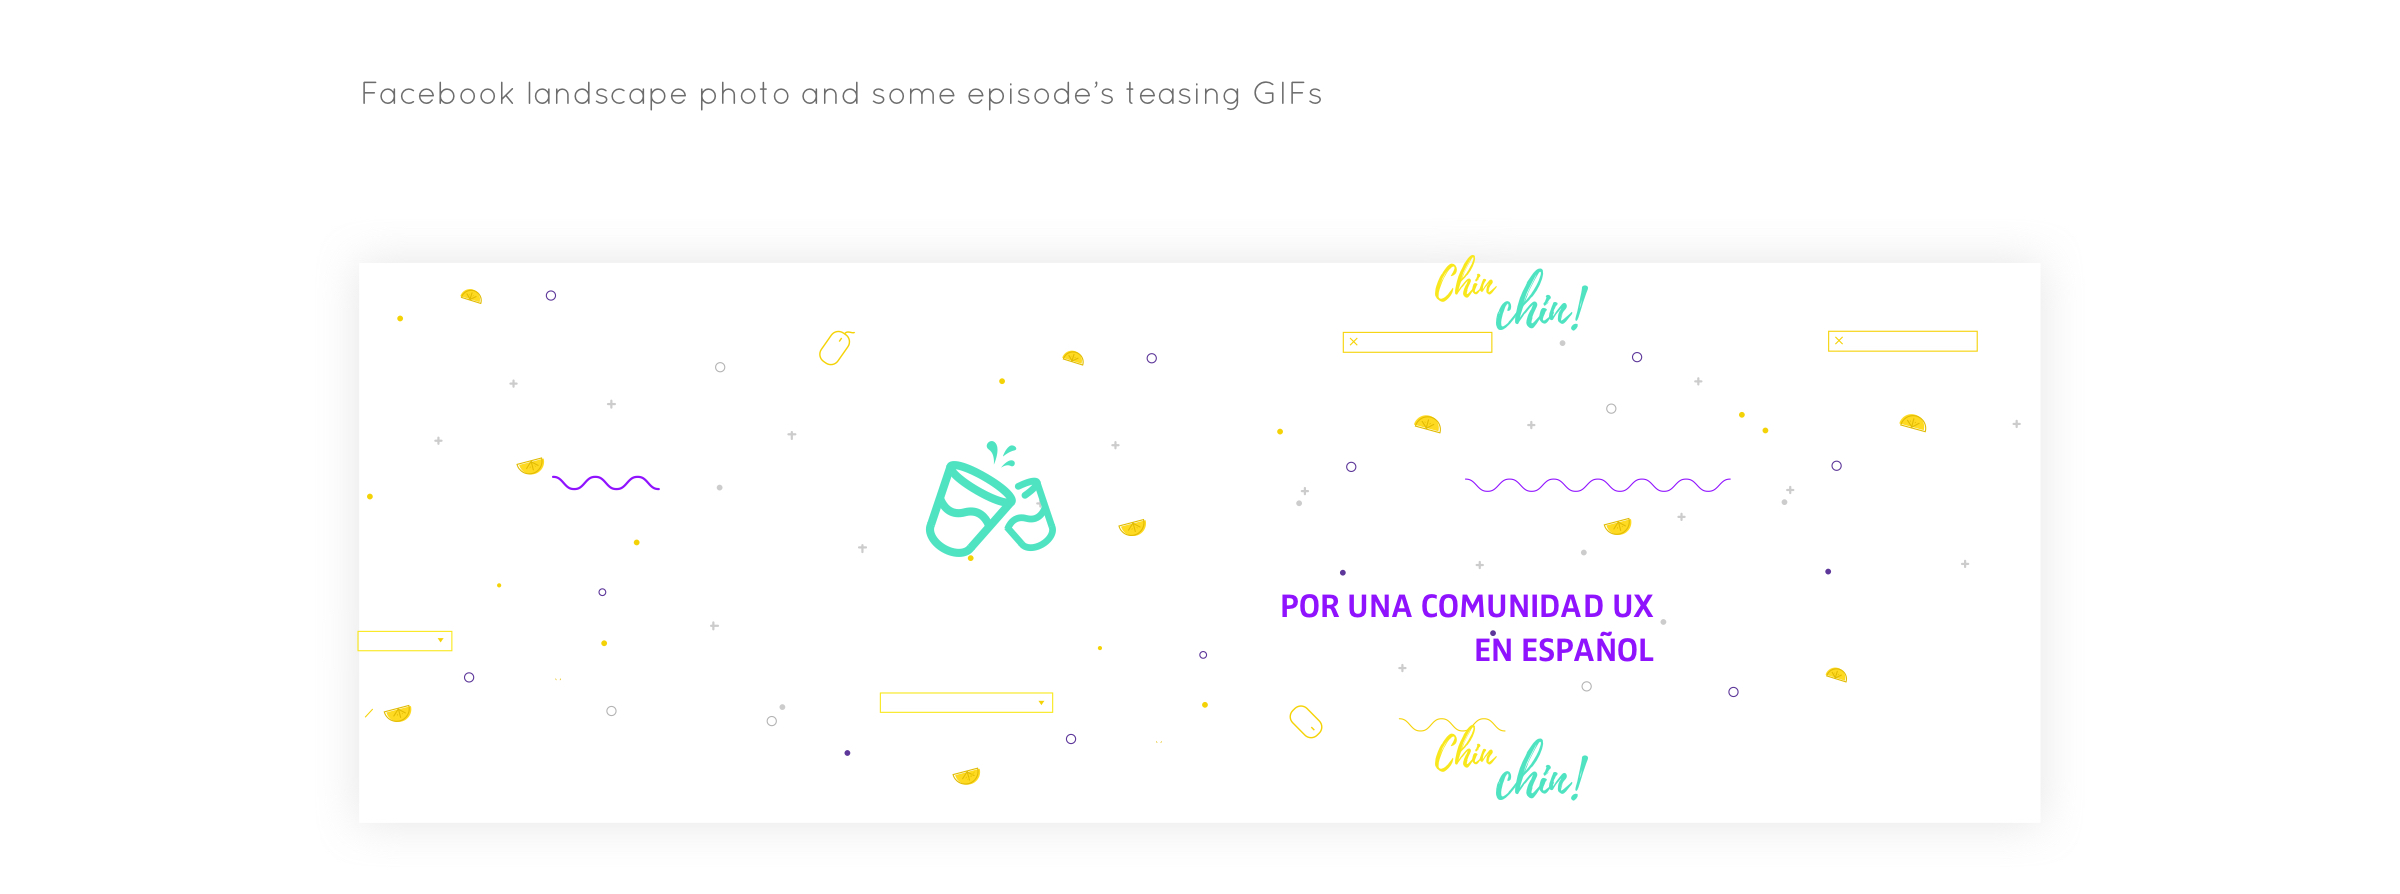 Facebook landscape photo and some episode's teasing GIFs
Chin
chin!
POR UNA COMUNIDAD UX
EN ESPAÑOL
Chin
chin!